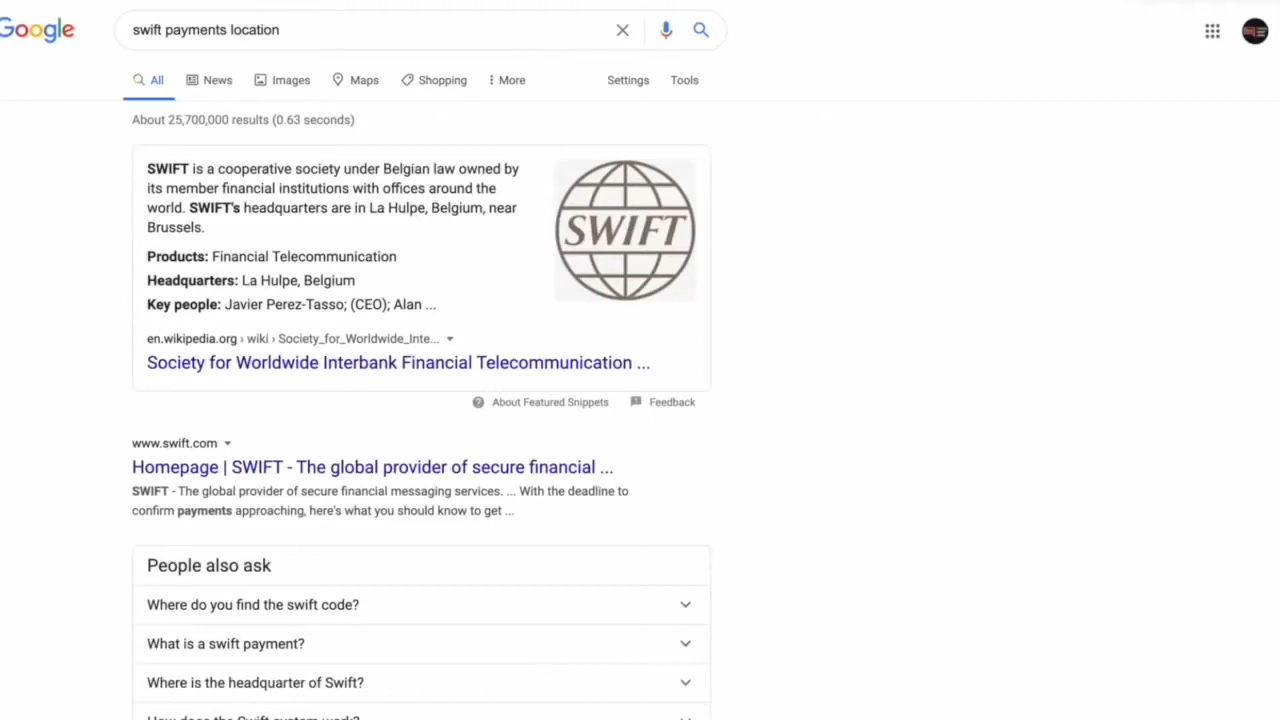 Google
swift payments location
All News Images Maps Shopping More Settings Tools
About 25,700,000 results (0.63 seconds)
SWIFT is a cooperative society under Belgian law owned by
its member financial institutions with offices around the
world. SWIFT's headquarters are in La Hulpe, Belgium, near
Brussels.
SWIFT
Products: Financial Telecommunication
Headquarters: La Hulpe, Belgium
Key people: Javier Perez-Tasso; (CEO); Alan ...
en.wikipedia.org › wiki › Society_for_Worldwide_Inte...
Society for Worldwide Interbank Financial Telecommunication ...
About Featured Snippets Feedback
www.swift.com
Homepage | SWIFT - The global provider of secure financial ...
SWIFT - The global provider of secure financial messaging services. ... With the deadline to
confirm payments approaching, here's what you should know to get ...
People also ask
Where do you find the swift code?
What is a swift payment?
Where is the headquarter of Swift?
How does the Swift system work?